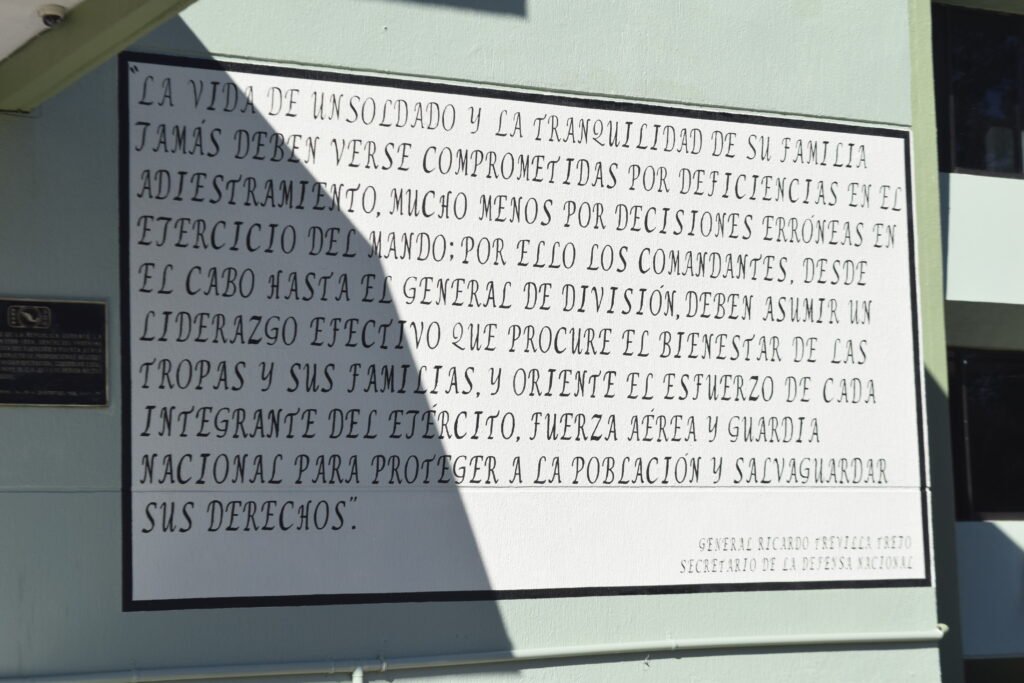 "LA VIDA DE UN SOLDADO Y LA TRANQUILIDAD DE SU FAMILIA
JAMÁS DEBEN VERSE COMPROMETIDAS POR DEFICIENCIAS EN EL
ADIESTRAMIENTO, MUCHO MENOS POR DECISIONES ERRÓNEAS EN
EJERCICIO DEL MANDO; POR ELLO LOS COMANDANTES, DESDE
EL CABO HASTA EL GENERAL DE DIVISIÓN, DEBEN ASUMIR UN
LIDERAZGO EFECTIVO QUE PROCURE EL BIENESTAR DE LAS
TROPAS Y SUS FAMILIAS, Y ORIENTE EL ESFUERZO DE CADA
INTEGRANTE DEL EJÉRCITO, FUERZA AÉREA Y GUARDIA
NACIONAL PARA PROTEGER A LA POBLACIÓN Y SALVAGUARDAR
SUS DERECHOS".
GENERAL RICARDO TREVILLA TREJO
SECRETARIO DE LA DEFENSA NACIONAL